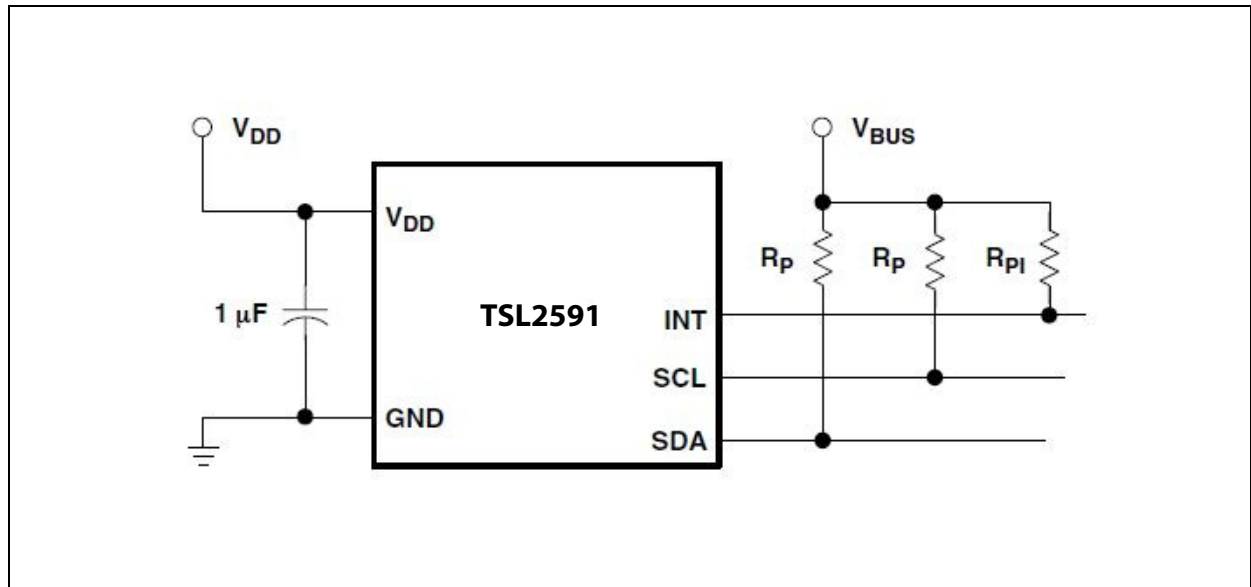 V_DD
V_BUS
V_DD
R_P
R_P
R_PI
1 μF
TSL2591
INT
SCL
GND
SDA